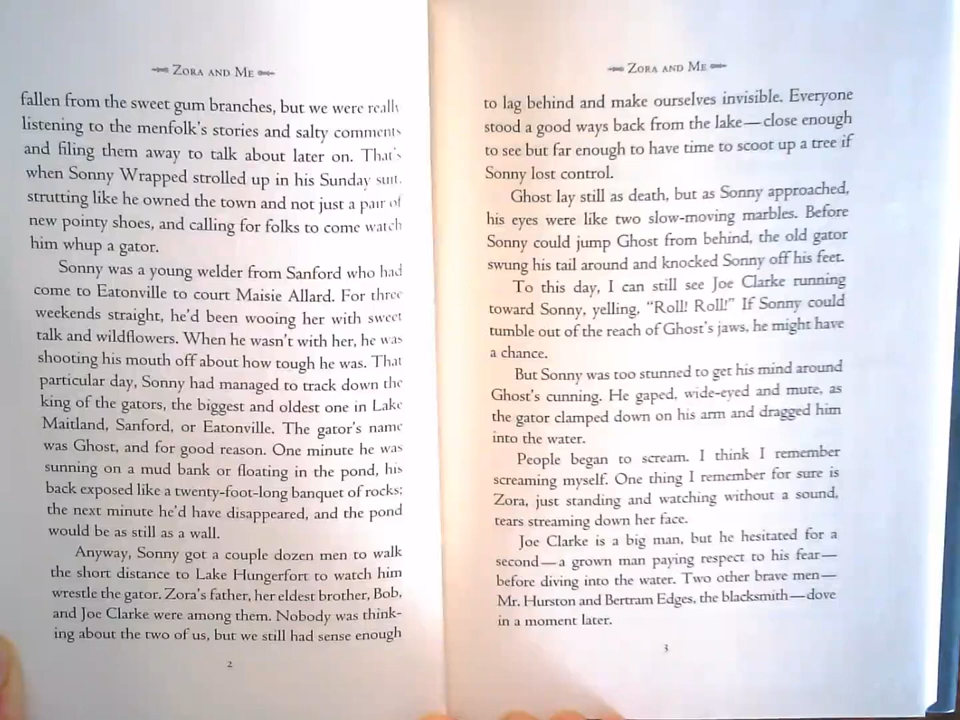 ZORA AND ME
fallen from the sweet gum branches, but we were really
listening to the menfolk's stories and salty comments
and filing them away to talk about later on. That's
when Sonny Wrapped strolled up in his Sunday suit,
strutting like he owned the town and not just a pair of
new pointy shoes, and calling for folks to come watch
him whup a gator.
Sonny was a young welder from Sanford who had
come to Eatonville to court Maisie Allard. For three
weekends straight, he'd been wooing her with sweet
talk and wildflowers. When he wasn't with her, he was
shooting his mouth off about how tough he was. That
particular day, Sonny had managed to track down the
king of the gators, the biggest and oldest one in Lake
Maitland, Sanford, or Eatonville. The gator's name
was Ghost, and for good reason. One minute he was
sunning on a mud bank or floating in the pond, his
back exposed like a twenty-foot-long banquet of rocks;
the next minute he'd have disappeared, and the pond
would be as still as a wall.
Anyway, Sonny got a couple dozen men to walk
the short distance to Lake Hungerfort to watch him
wrestle the gator. Zora's father, her eldest brother, Bob,
and Joe Clarke were among them. Nobody was think-
ing about the two of us, but we still had sense enough
2
ZORA AND ME
to lag behind and make ourselves invisible. Everyone
stood a good ways back from the lake—close enough
to see but far enough to have time to scoot up a tree if
Sonny lost control.
Ghost lay still as death, but as Sonny approached,
his eyes were like two slow-moving marbles. Before
Sonny could jump Ghost from behind, the old gator
swung his tail around and knocked Sonny off his feet.
To this day, I can still see Joe Clarke running
toward Sonny, yelling, "Roll! Roll!" If Sonny could
tumble out of the reach of Ghost's jaws, he might have
a chance.
But Sonny was too stunned to get his mind around
Ghost's cunning. He gaped, wide-eyed and mute, as
the gator clamped down on his arm and dragged him
into the water.
People began to scream. I think I remember
screaming myself. One thing I remember for sure is
Zora, just standing and watching without a sound,
tears streaming down her face.
Joe Clarke is a big man, but he hesitated for a
second—a grown man paying respect to his fear—
before diving into the water. Two other brave men—
Mr. Hurston and Bertram Edges, the blacksmith—dove
in a moment later.
3